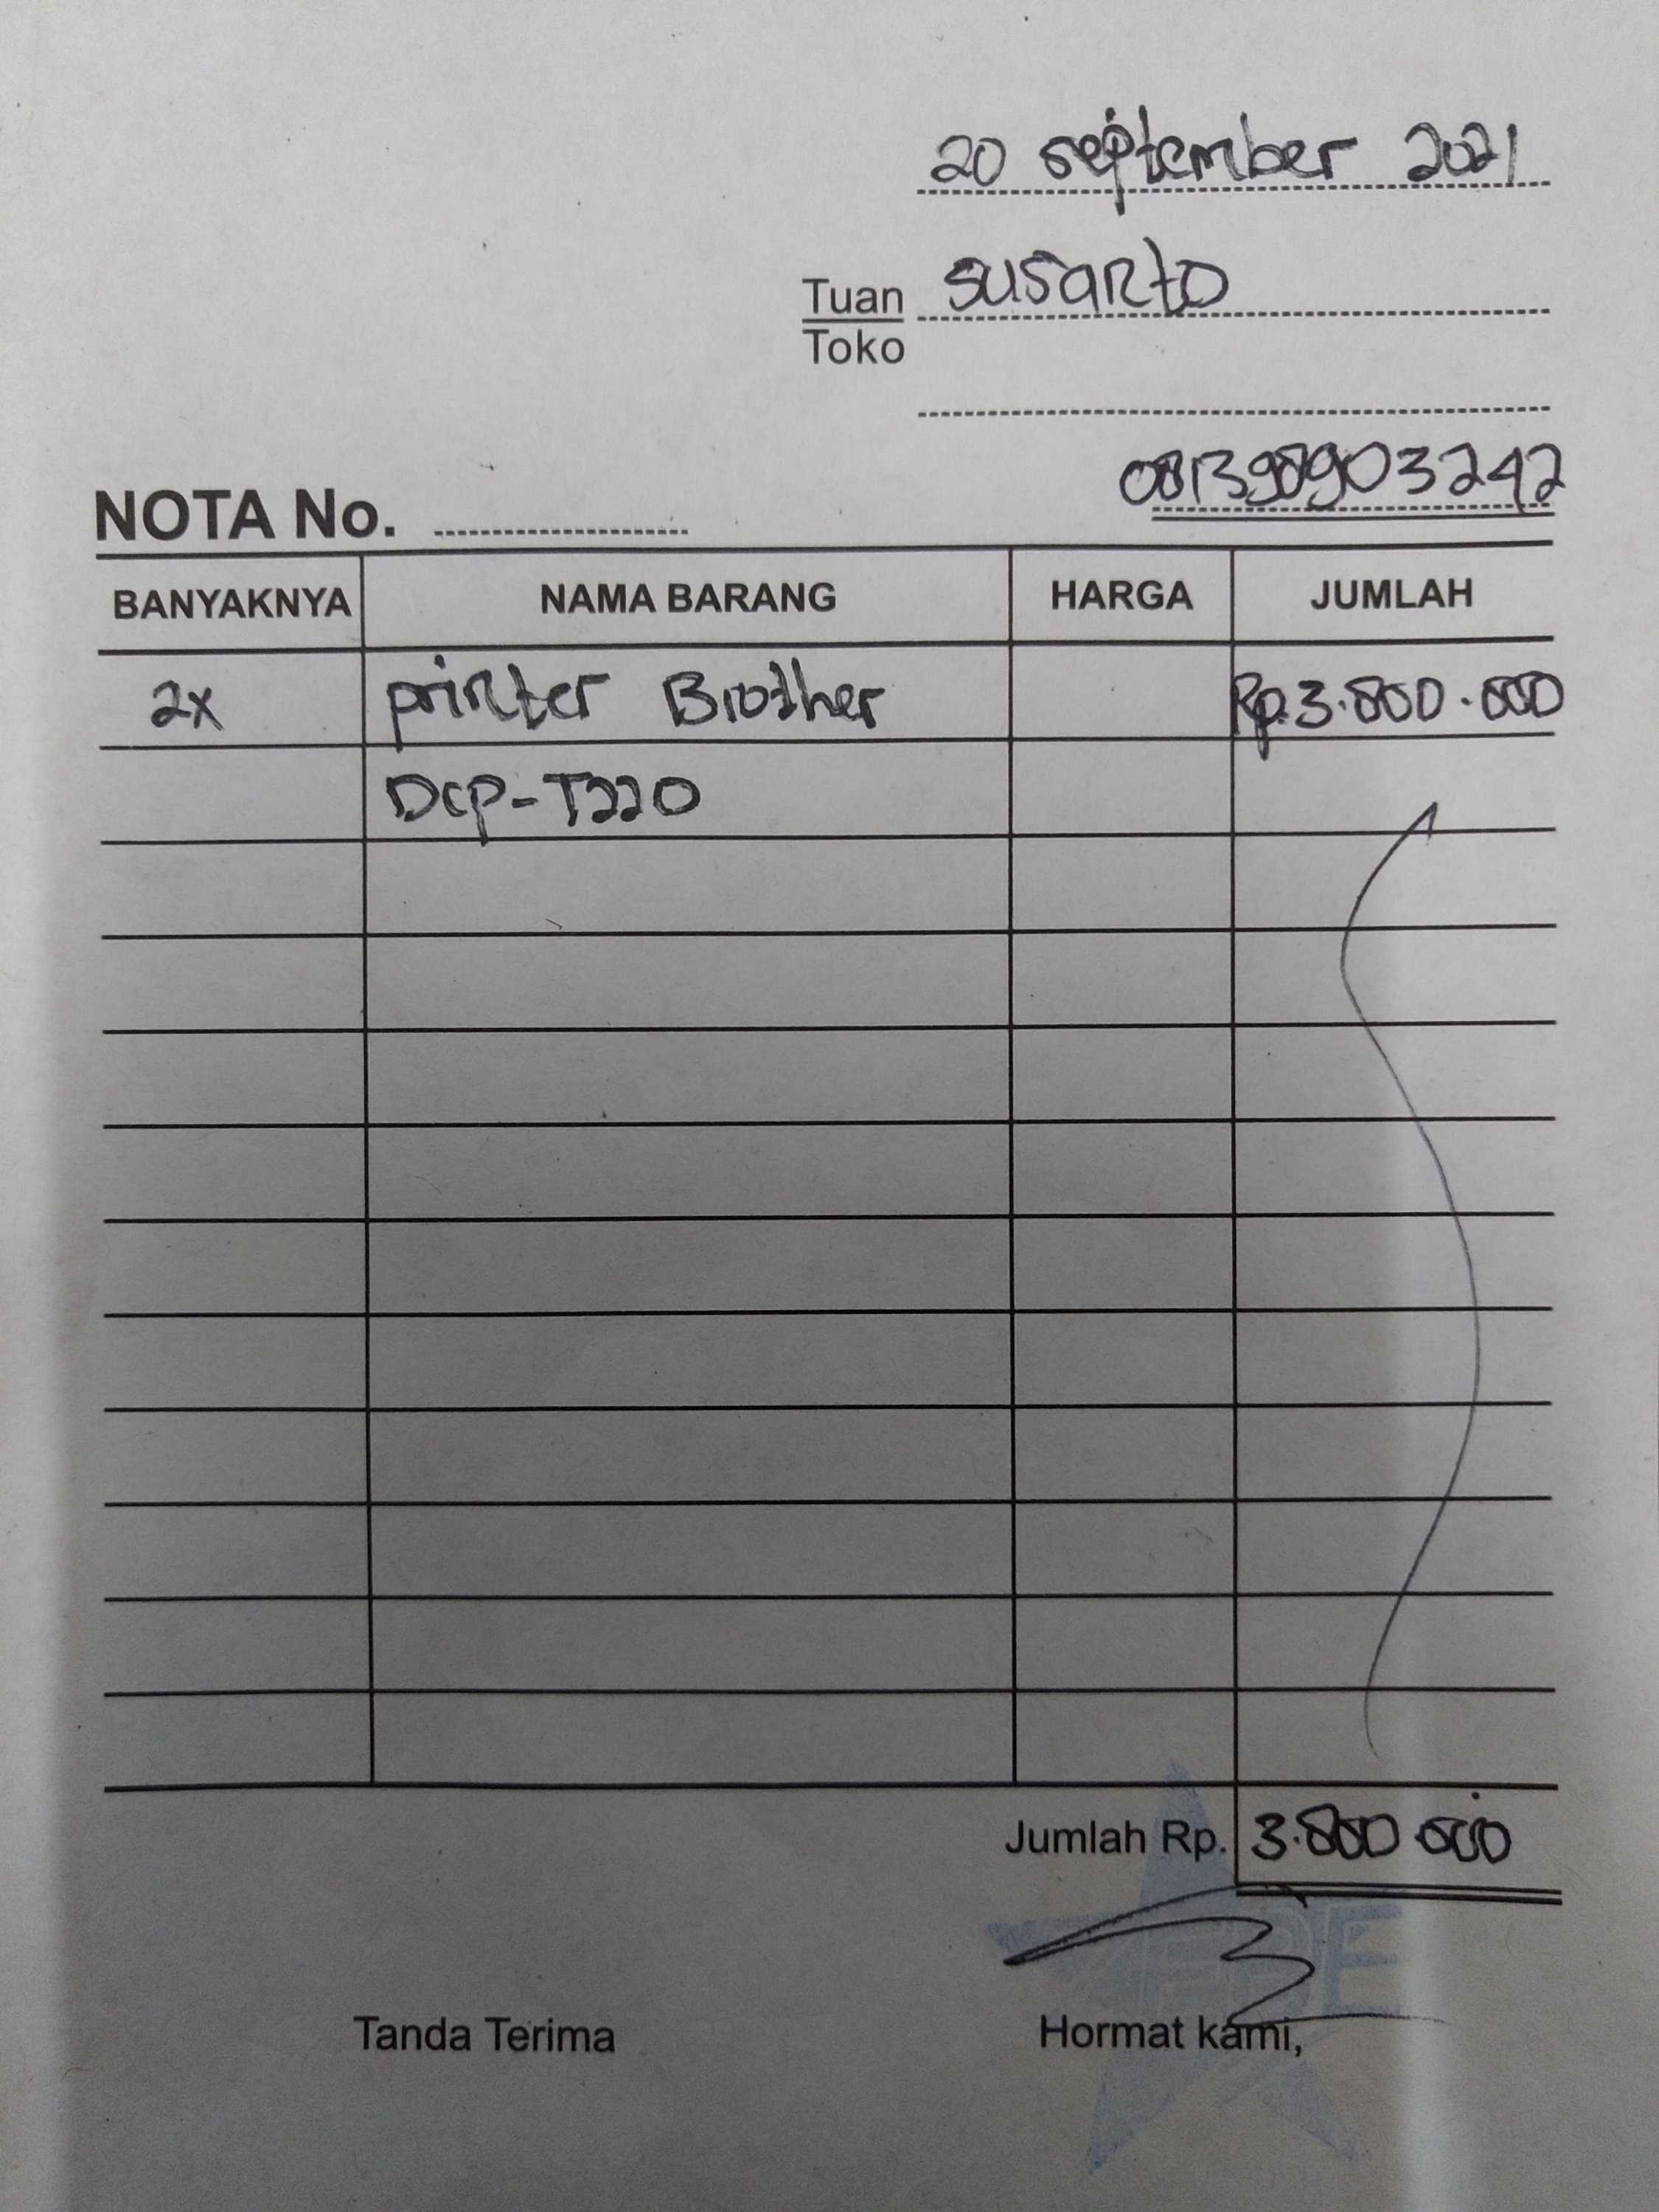 20 september 2021
Tuan susarto
Toko
081398903242
NOTA No.
BANYAKNYA NAMA BARANG HARGA JUMLAH
2x printer Brother Rp.3.800.000
DCP-T220
Jumlah Rp. 3.800.000
Tanda Terima Hormat kami,